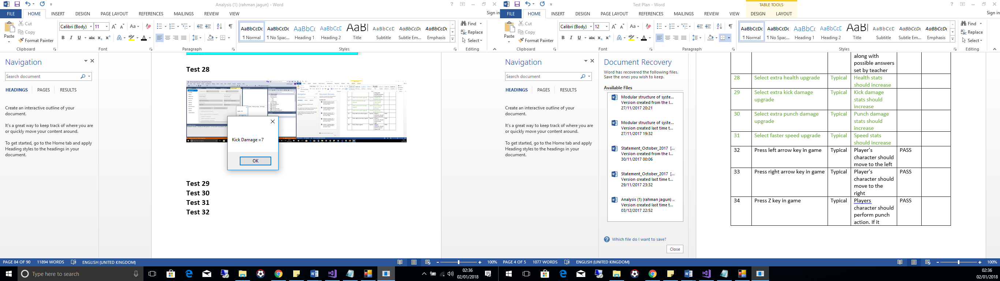 Analysis (1) (rahman jagun) - Word
FILE HOME INSERT DESIGN PAGE LAYOUT REFERENCES MAILINGS REVIEW VIEW
Sign in
Paste
Cut
Copy
Format Painter
Clipboard
Calibri (Body) 11
Font
Paragraph
AaBbCcDc AaBbCcDc AaBbCc AaBbCcD AaBl AaBbCcD AaBbCcDc AaBbCcDc
¶ Normal ¶ No Spac... Heading 1 Heading 2 Title Subtitle Subtle Em... Emphasis
Styles
Find
Replace
Select
Editing
Navigation
Search document
HEADINGS PAGES RESULTS
Create an interactive outline of your
document.
It's a great way to keep track of where you are
or quickly move your content around.
To get started, go to the Home tab and apply
Heading styles to the headings in your
document.
Test 28
Kick Damage =7
OK
Test 29
Test 30
Test 31
Test 32
PAGE 84 OF 90 11894 WORDS ENGLISH (UNITED KINGDOM)
100%
Type here to search
02:36
02/01/2018
Test Plan - Word
TABLE TOOLS
FILE HOME INSERT DESIGN PAGE LAYOUT REFERENCES MAILINGS REVIEW VIEW DESIGN LAYOUT
Sign in
Paste
Cut
Copy
Format Painter
Clipboard
Calibri (Body) 12
Font
Paragraph
AaBbCcDc AaBbCcDc AaBbCc AaBbCcD AaBl AaBbCcD AaBbCcDc AaBbCcDc
¶ Normal ¶ No Spac... Heading 1 Heading 2 Title Subtitle Subtle Em... Emphasis
Styles
Find
Replace
Select
Editing
Navigation
Search document
HEADINGS PAGES RESULTS
Create an interactive outline of your
document.
It's a great way to keep track of where you are
or quickly move your content around.
To get started, go to the Home tab and apply
Heading styles to the headings in your
document.
Document Recovery
Word has recovered the following files.
Save the ones you wish to keep.
Available Files
Modular structure of syste...
Version created from the l...
27/11/2017 20:21
Modular structure of syste...
Version created last time t...
27/11/2017 19:32
Statement_October_2017 [...
Version created from the l...
30/11/2017 00:06
Statement_October_2017 [...
Version created last time t...
29/11/2017 23:32
Analysis (1) (rahman jagun) ..
Version created last time t...
03/12/2017 22:52
Which file do I want to save?
Close
along with
possible answers
set by teacher
28 Select extra health upgrade Typical Health stats
should increase
29 Select extra kick damage Typical Kick damage
upgrade stats should
increase
30 Select extra punch damage Typical Punch damage
upgrade stats should
increase
31 Select faster speed upgrade Typical Speed stats
should increase
32 Press left arrow key in game Typical Player's PASS
character should
move to the left
33 Press right arrow key in game Typical Player's PASS
character should
move to the
right
34 Press Z key in game Typical Players PASS
character should
perform punch
action. If it
PAGE 4 OF 5 1077 WORDS ENGLISH (UNITED KINGDOM)
100%
02:36
02/01/2018